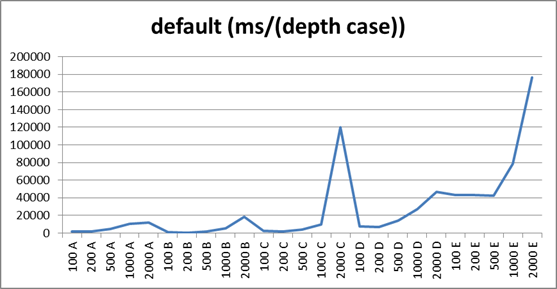 default (ms/(depth case))
200000
180000
160000
140000
120000
100000
80000
60000
40000
20000
0
100 A
200 A
500 A
1000 A
2000 A
100 B
200 B
500 B
1000 B
2000 B
100 C
200 C
500 C
1000 C
2000 C
100 D
200 D
500 D
1000 D
2000 D
100 E
200 E
500 E
1000 E
2000 E